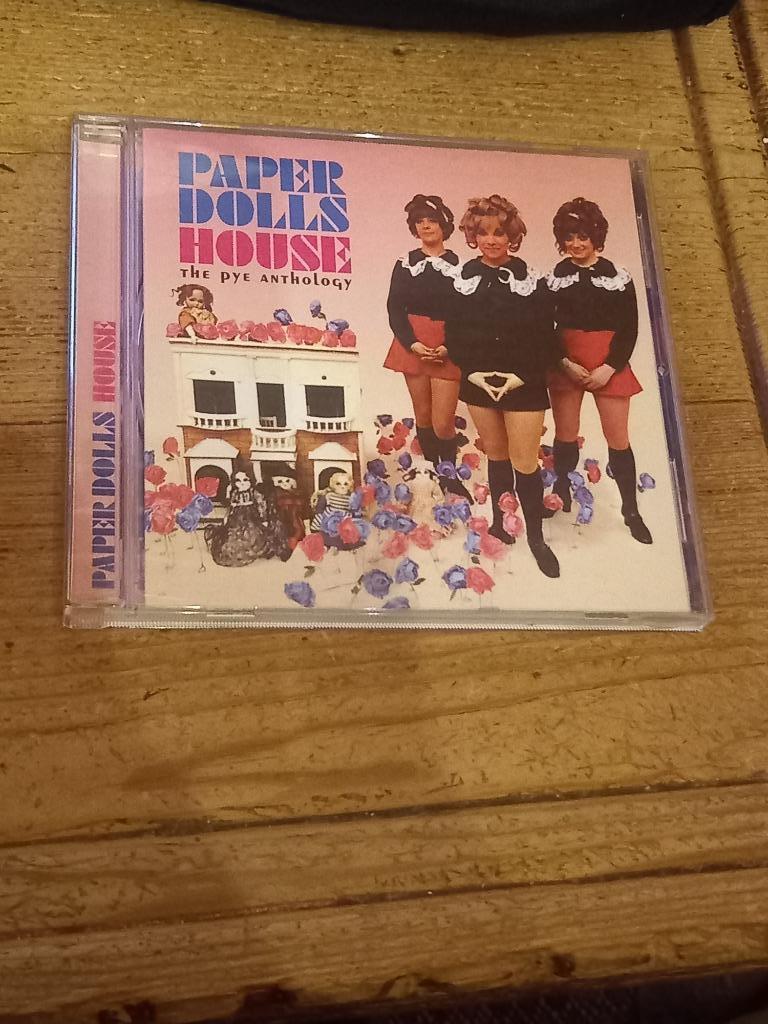 PAPER
DOLLS
HOUSE
The pye Anthology
PAPER DOLLS HOUSE